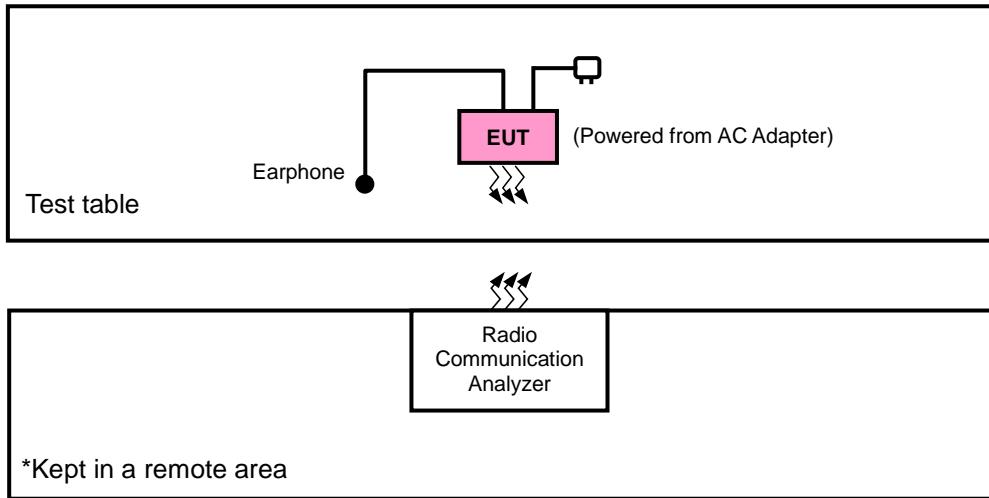 EUT
(Powered from AC Adapter)
Earphone
Test table
Radio
Communication
Analyzer
*Kept in a remote area